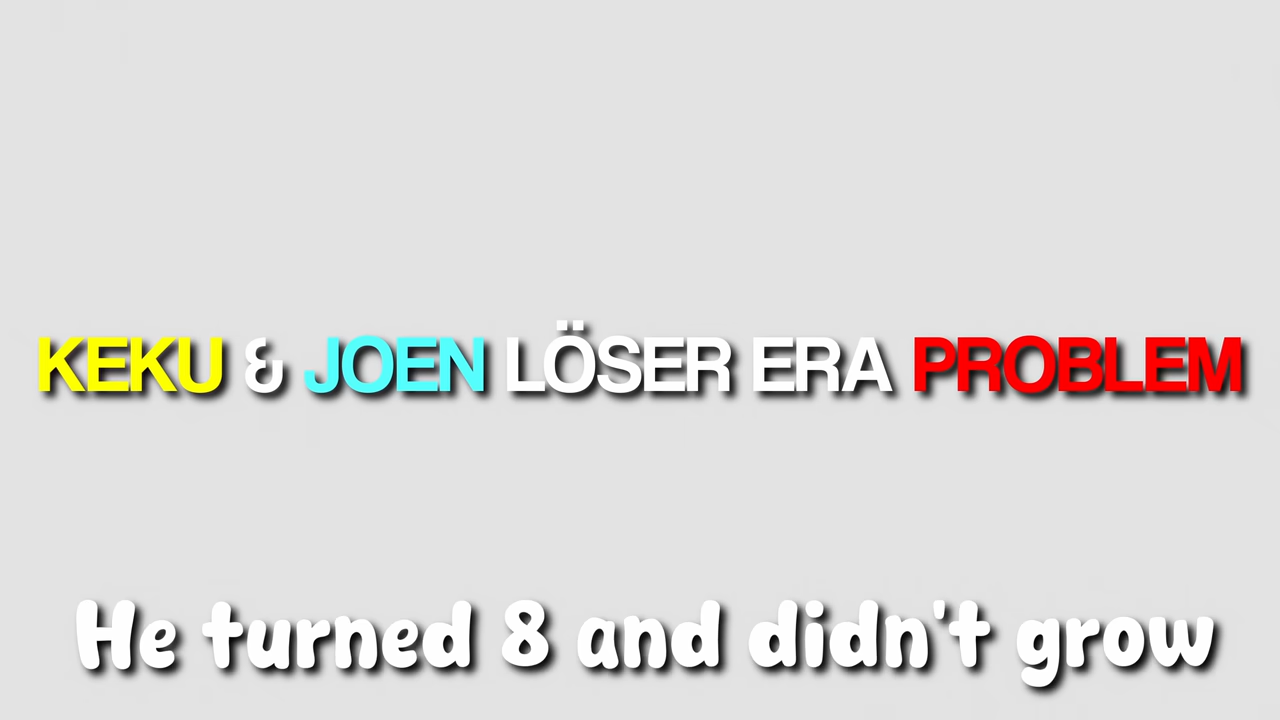 KEKU & JOEN LÖSER ERA PROBLEM
He turned 8 and didn't grow